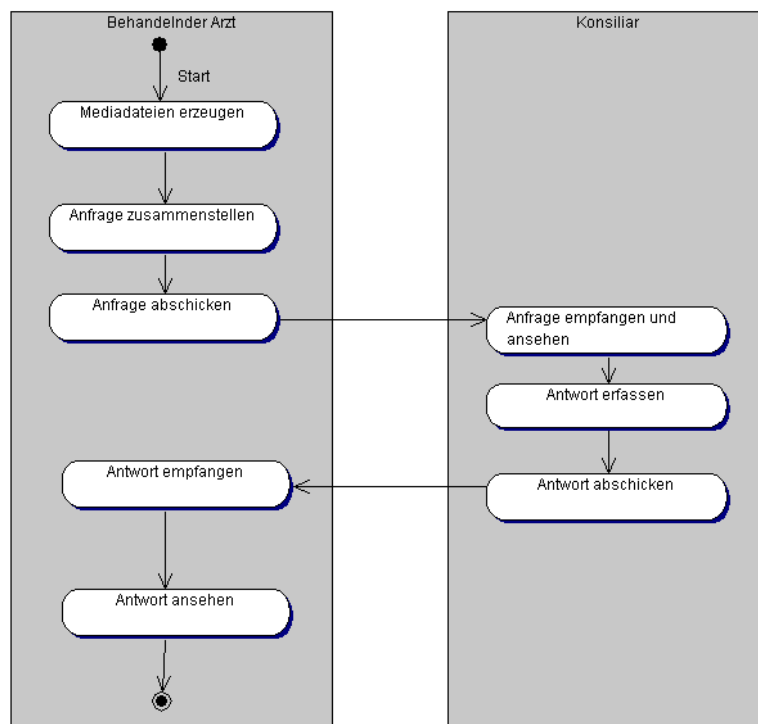 Behandelnder Arzt
Start
Mediadateien erzeugen
Anfrage zusammenstellen
Anfrage abschicken
Konsiliar
Anfrage empfangen und
ansehen
Antwort erfassen
Antwort abschicken
Antwort empfangen
Antwort ansehen